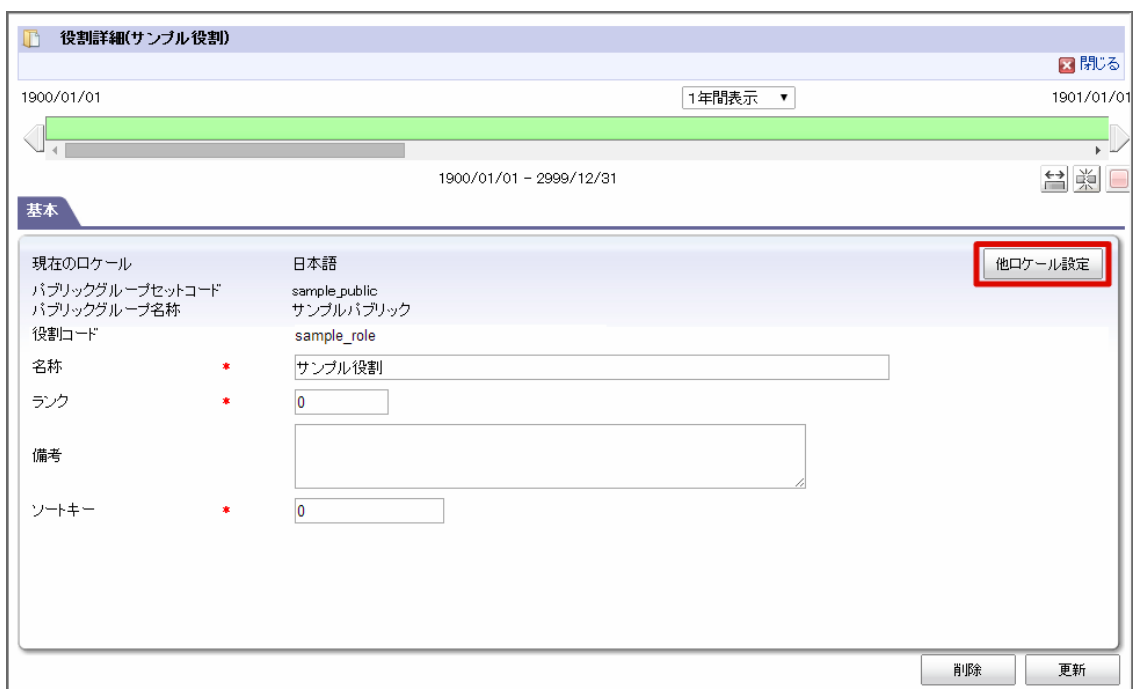 役割詳細(サンプル役割)
閉じる
1900/01/01 1年間表示 1901/01/01
1900/01/01 - 2999/12/31
基本
現在のロケール 日本語 他ロケール設定
パブリックグループセットコード sample_public
パブリックグループ名称 サンプルパブリック
役割コード sample_role
名称 * サンプル役割
ランク * 0
備考
ソートキー * 0
削除 更新